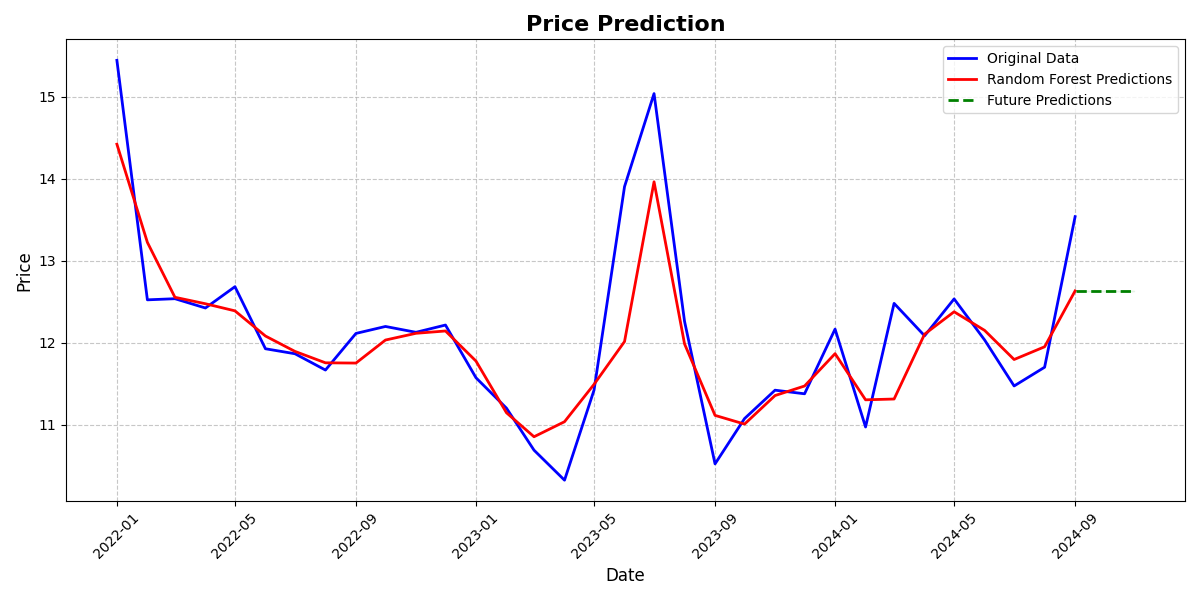 Price Prediction
Original Data
Random Forest Predictions
Future Predictions
Price
15
14
13
12
11
2022-01
2022-05
2022-09
2023-01
2023-05
2023-09
2024-01
2024-05
2024-09
Date